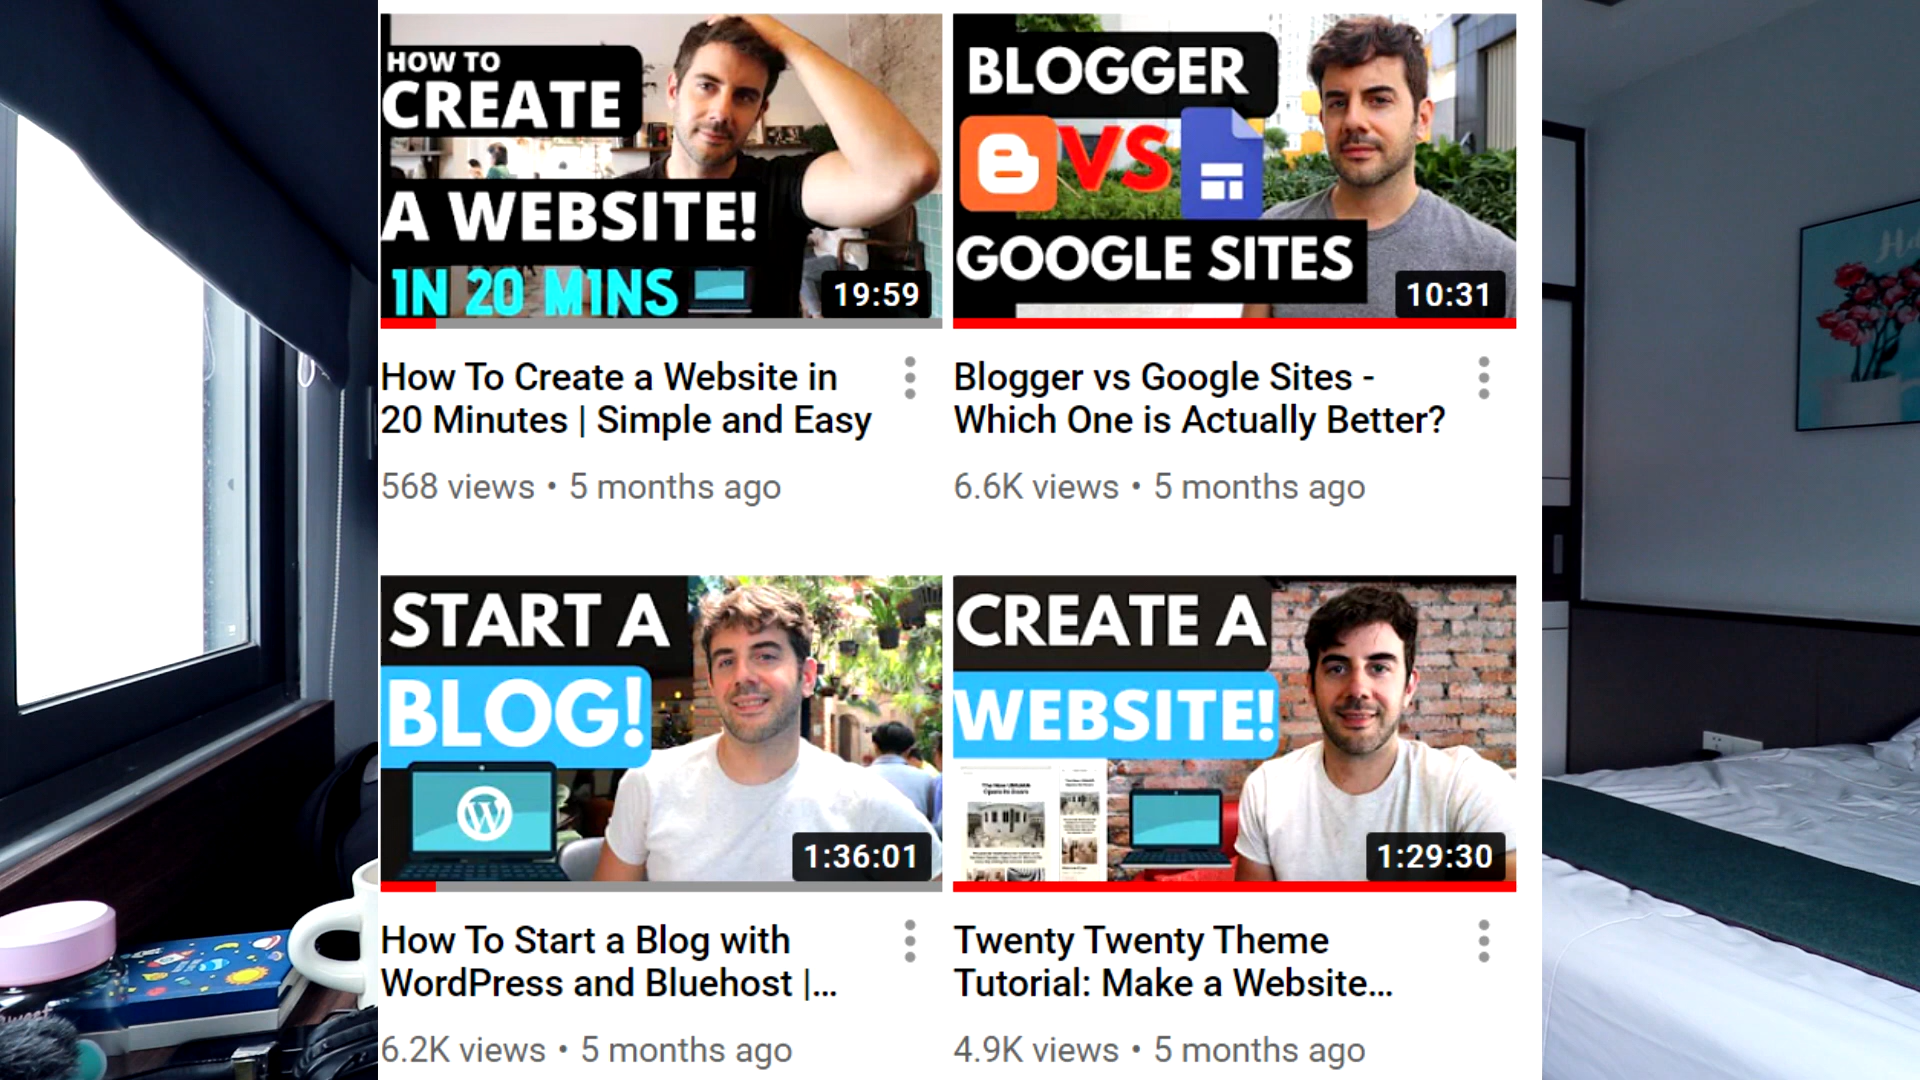 HOW TO
CREATE
A WEBSITE!
IN 20 MINS
19:59
How To Create a Website in
20 Minutes | Simple and Easy
568 views • 5 months ago
BLOGGER
VS
GOOGLE SITES
10:31
Blogger vs Google Sites -
Which One is Actually Better?
6.6K views • 5 months ago
START A
BLOG!
1:36:01
How To Start a Blog with
WordPress and Bluehost |...
6.2K views • 5 months ago
CREATE A
WEBSITE!
1:29:30
Twenty Twenty Theme
Tutorial: Make a Website...
4.9K views • 5 months ago